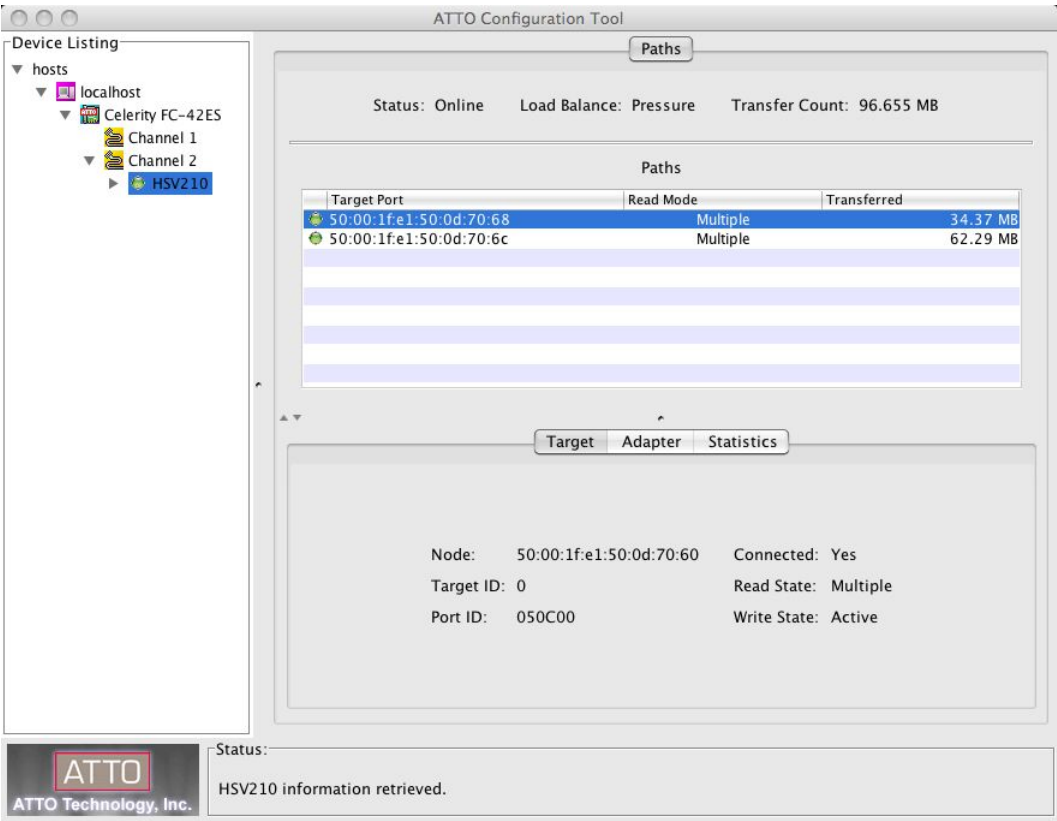 ATTO Configuration Tool
Device Listing
hosts
localhost
Celerity FC-42ES
Channel 1
Channel 2
HSV210
Paths
Status: Online Load Balance: Pressure Transfer Count: 96.655 MB
Paths
Target Port Read Mode Transferred
50:00:1f:e1:50:0d:70:68 Multiple 34.37 MB
50:00:1f:e1:50:0d:70:6c Multiple 62.29 MB
Target Adapter Statistics
Node: 50:00:1f:e1:50:0d:70:60 Connected: Yes
Target ID: 0 Read State: Multiple
Port ID: 050C00 Write State: Active
ATTO
ATTO Technology, Inc.
Status:
HSV210 information retrieved.